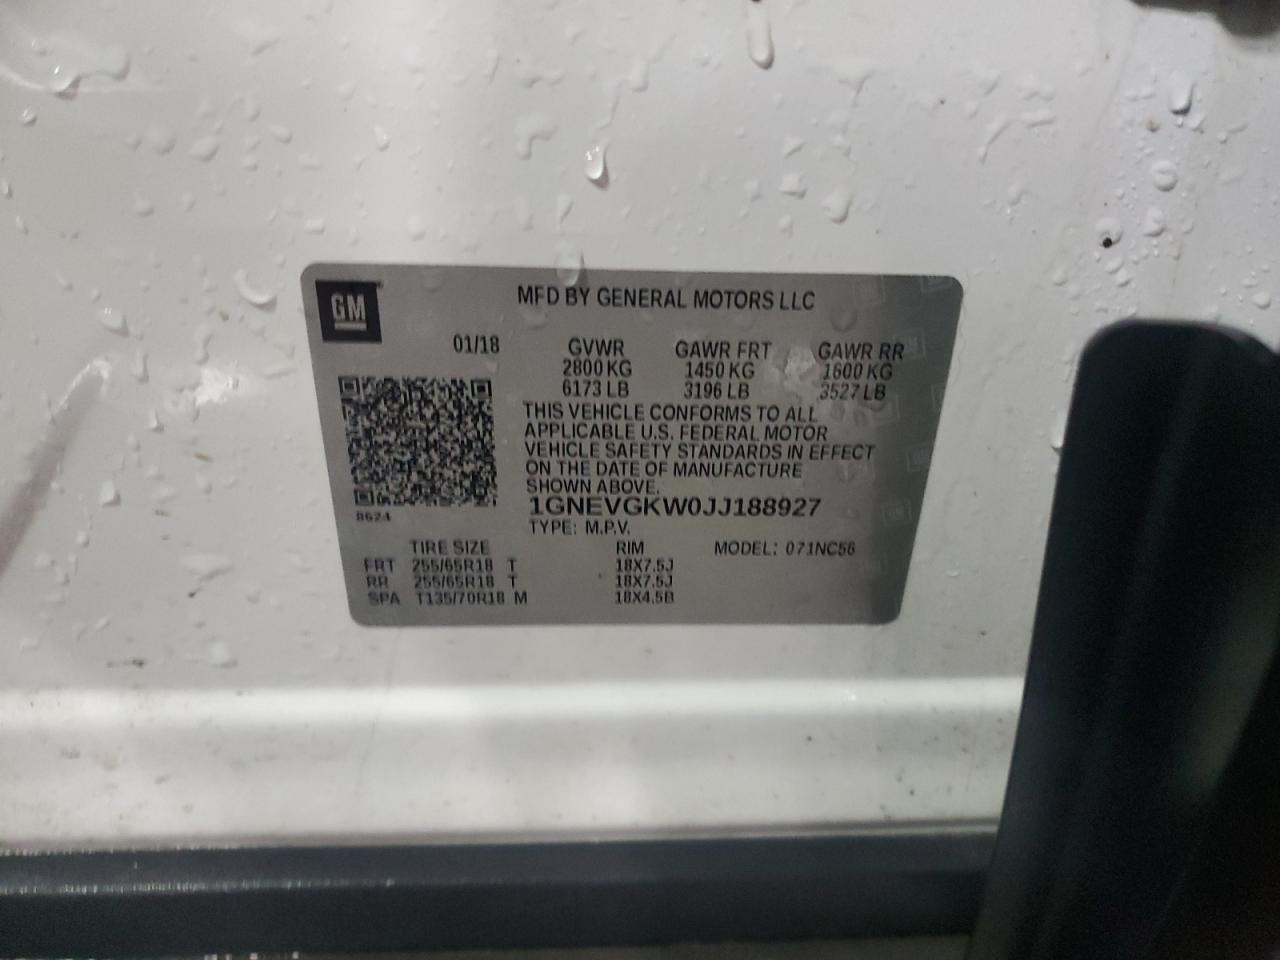 GM
MFD BY GENERAL MOTORS LLC
01/18 GVWR GAWR FRT GAWR RR
2800 KG 1450 KG 1600 KG
6173 LB 3196 LB 3527 LB
THIS VEHICLE CONFORMS TO ALL
APPLICABLE U.S. FEDERAL MOTOR
VEHICLE SAFETY STANDARDS IN EFFECT
ON THE DATE OF MANUFACTURE
SHOWN ABOVE.
1GNEVGKW0JJ188927
8624
TYPE: M.P.V.
TIRE SIZE RIM MODEL: 071NC56
FRT 255/65R18 T 18X7.5J
RR 255/65R18 T 18X7.5J
SPA T135/70R18 M 18X4.5B